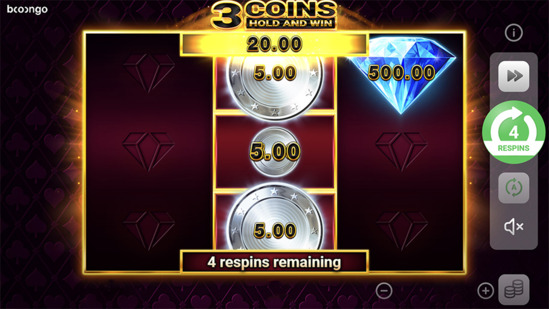 booongo
3 COINS
HOLD AND WIN
20.00
5.00
500.00
5.00
5.00
4 respins remaining
4
RESPINS
A